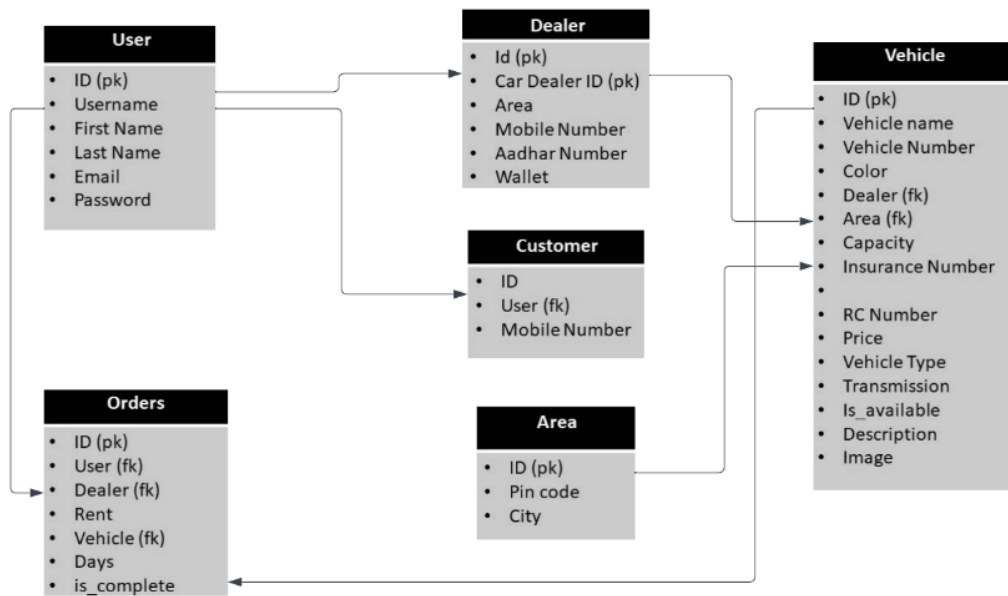 User
• ID (pk)
• Username
• First Name
• Last Name
• Email
• Password
Dealer
• Id (pk)
• Car Dealer ID (pk)
• Area
• Mobile Number
• Aadhar Number
• Wallet
Vehicle
• ID (pk)
• Vehicle name
• Vehicle Number
• Color
• Dealer (fk)
• Area (fk)
• Capacity
• Insurance Number
•
• RC Number
• Price
• Vehicle Type
• Transmission
• Is_available
• Description
• Image
Customer
• ID
• User (fk)
• Mobile Number
Orders
• ID (pk)
• User (fk)
• Dealer (fk)
• Rent
• Vehicle (fk)
• Days
• is_complete
Area
• ID (pk)
• Pin code
• City